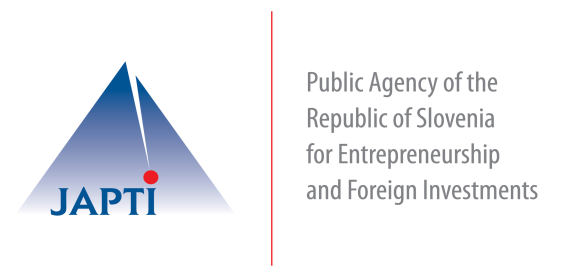 JAPTI
Public Agency of the
Republic of Slovenia
for Entrepreneurship
and Foreign Investments